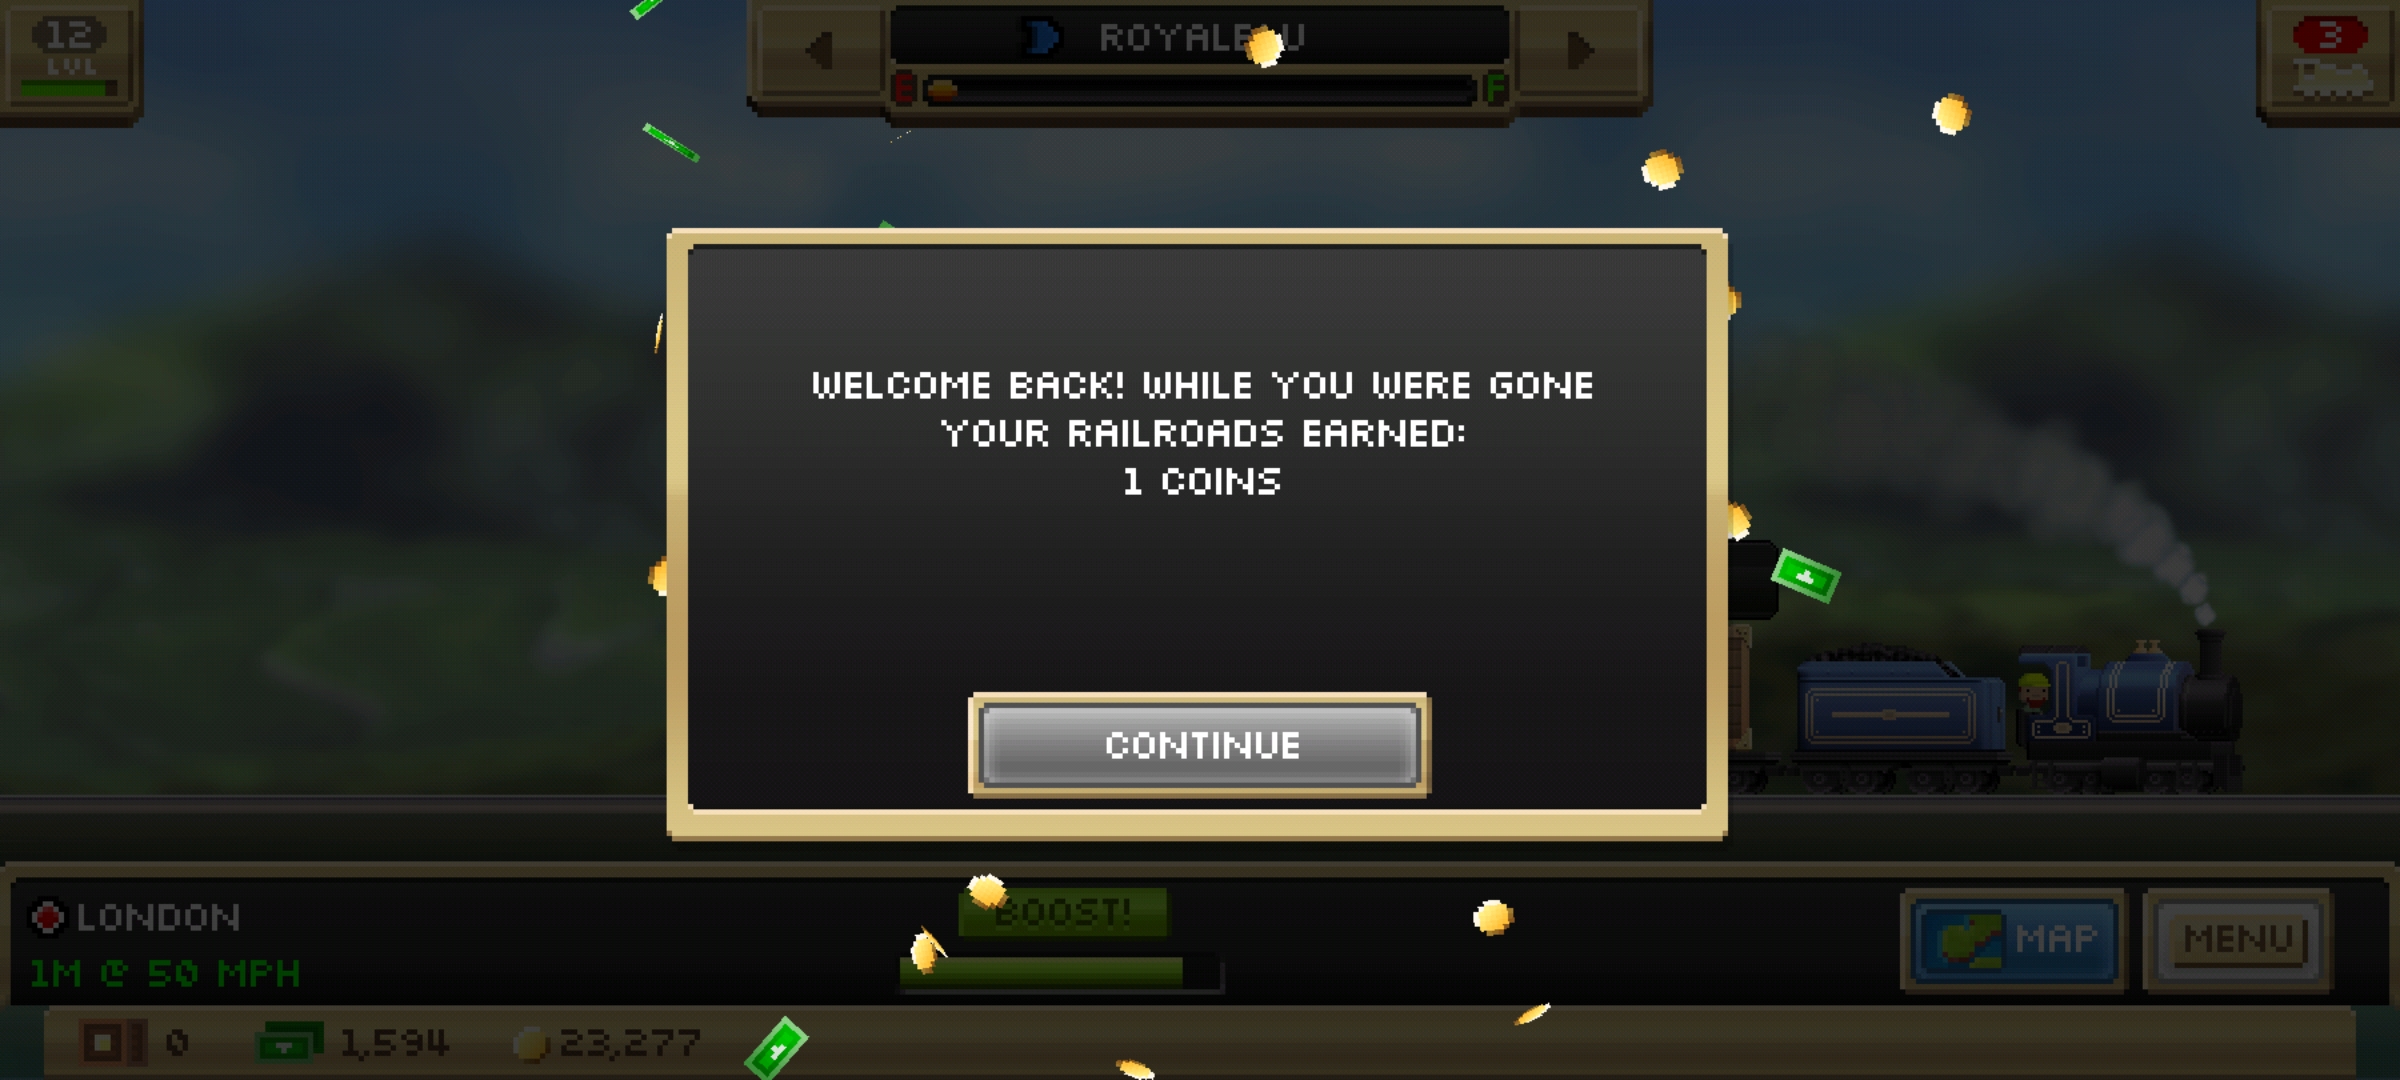 12
LVL
ROYALE
E
F
3
WELCOME BACK! WHILE YOU WERE GONE
YOUR RAILROADS EARNED:
1 COINS
CONTINUE
LONDON
1M @ 50 MPH
BOOST!
MAP
MENU
0
1,594
23,277